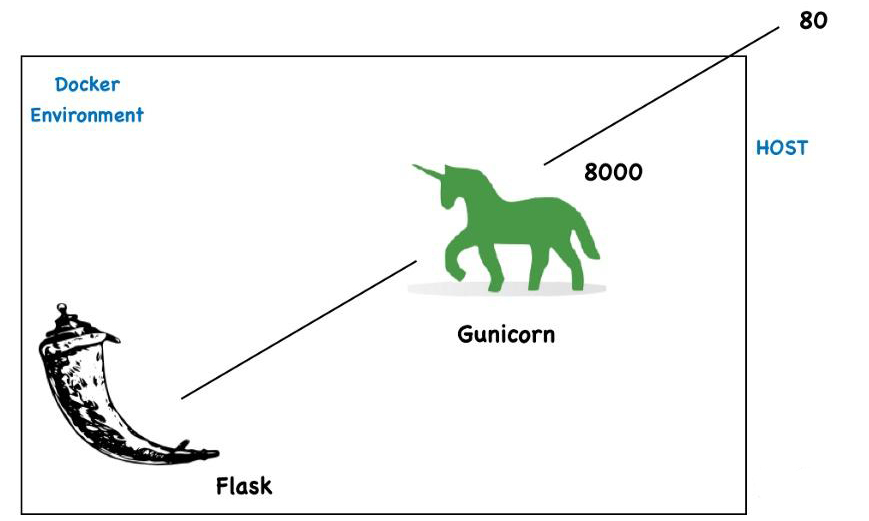 80
Docker
Environment
HOST
8000
Gunicorn
Flask